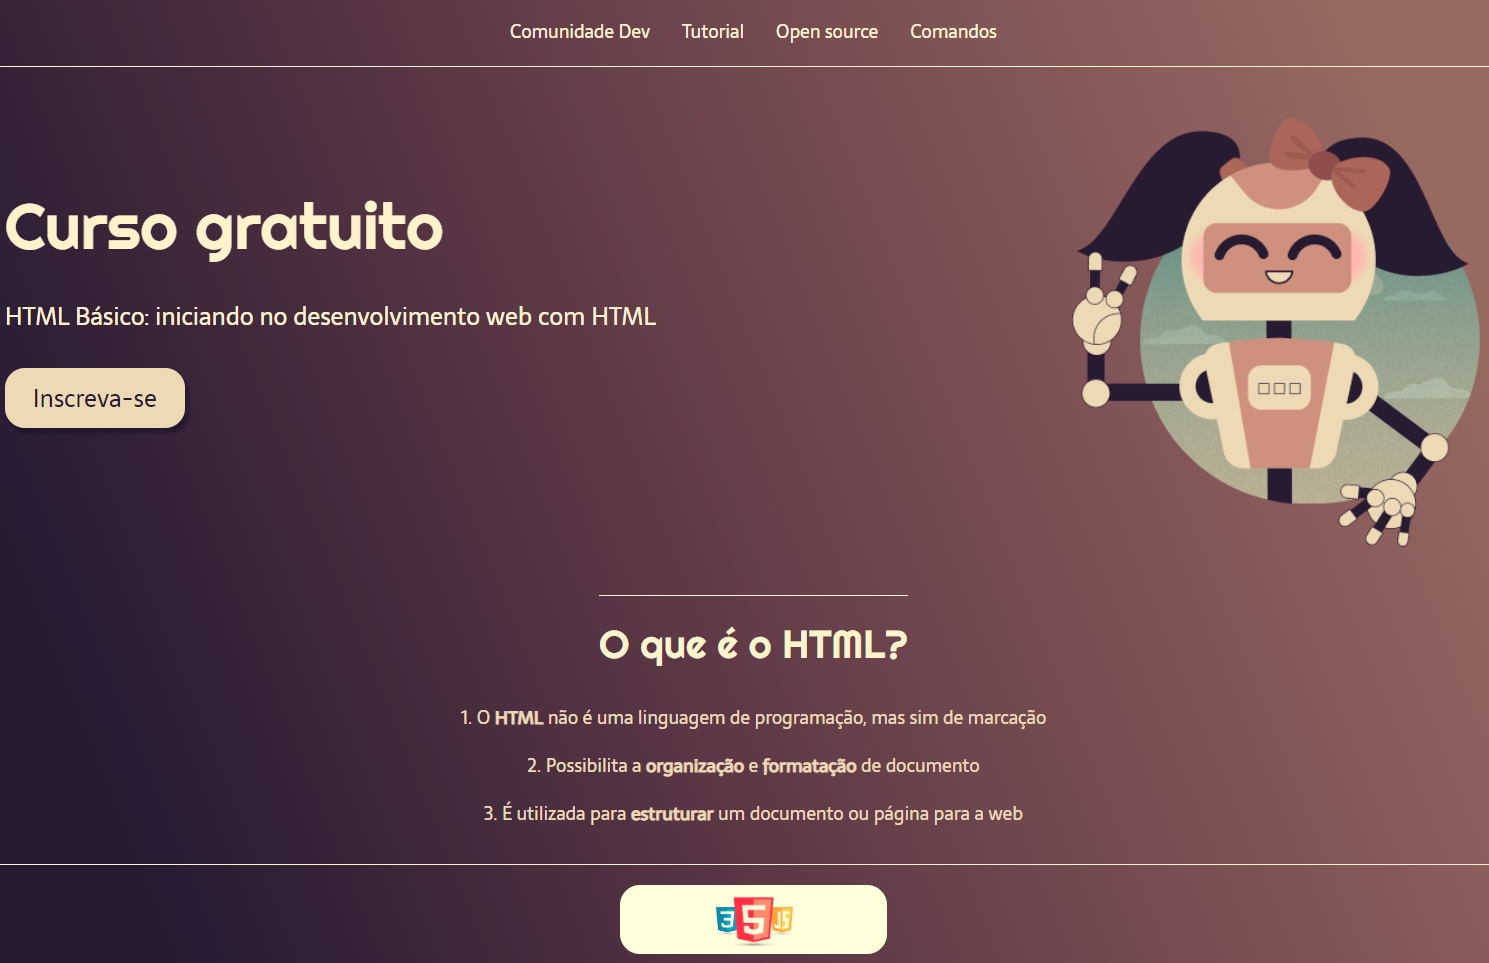 Comunidade Dev Tutorial Open source Comandos
Curso gratuito
HTML Básico: iniciando no desenvolvimento web com HTML
Inscreva-se
O que é o HTML?
1. O HTML não é uma linguagem de programação, mas sim de marcação
2. Possibilita a organização e formatação de documento
3. É utilizada para estruturar um documento ou página para a web
3 5 JS